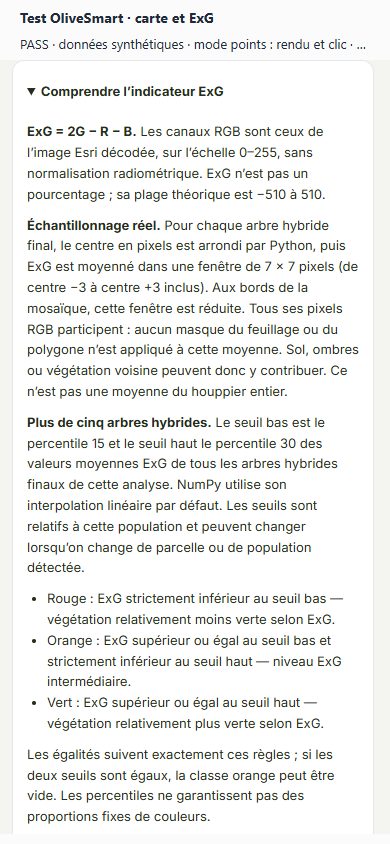 Test OliveSmart · carte et ExG
PASS · données synthétiques · mode points : rendu et clic · ...
▼ Comprendre l’indicateur ExG
ExG = 2G − R − B. Les canaux RGB sont ceux de
l’image Esri décodée, sur l’échelle 0–255, sans
normalisation radiométrique. ExG n’est pas un
pourcentage ; sa plage théorique est −510 à 510.
Échantillonnage réel. Pour chaque arbre hybride
final, le centre en pixels est arrondi par Python, puis
ExG est moyenné dans une fenêtre de 7 × 7 pixels (de
centre −3 à centre +3 inclus). Aux bords de la
mosaïque, cette fenêtre est réduite. Tous ses pixels
RGB participent : aucun masque du feuillage ou du
polygone n’est appliqué à cette moyenne. Sol, ombres
ou végétation voisine peuvent donc y contribuer. Ce
n’est pas une moyenne du houppier entier.
Plus de cinq arbres hybrides. Le seuil bas est le
percentile 15 et le seuil haut le percentile 30 des
valeurs moyennes ExG de tous les arbres hybrides
finaux de cette analyse. NumPy utilise son
interpolation linéaire par défaut. Les seuils sont
relatifs à cette population et peuvent changer
lorsqu’on change de parcelle ou de population
détectée.
• Rouge : ExG strictement inférieur au seuil bas —
végétation relativement moins verte selon ExG.
• Orange : ExG supérieur ou égal au seuil bas et
strictement inférieur au seuil haut — niveau ExG
intermédiaire.
• Vert : ExG supérieur ou égal au seuil haut —
végétation relativement plus verte selon ExG.
Les égalités suivent exactement ces règles ; si les
deux seuils sont égaux, la classe orange peut être
vide. Les percentiles ne garantissent pas des
proportions fixes de couleurs.